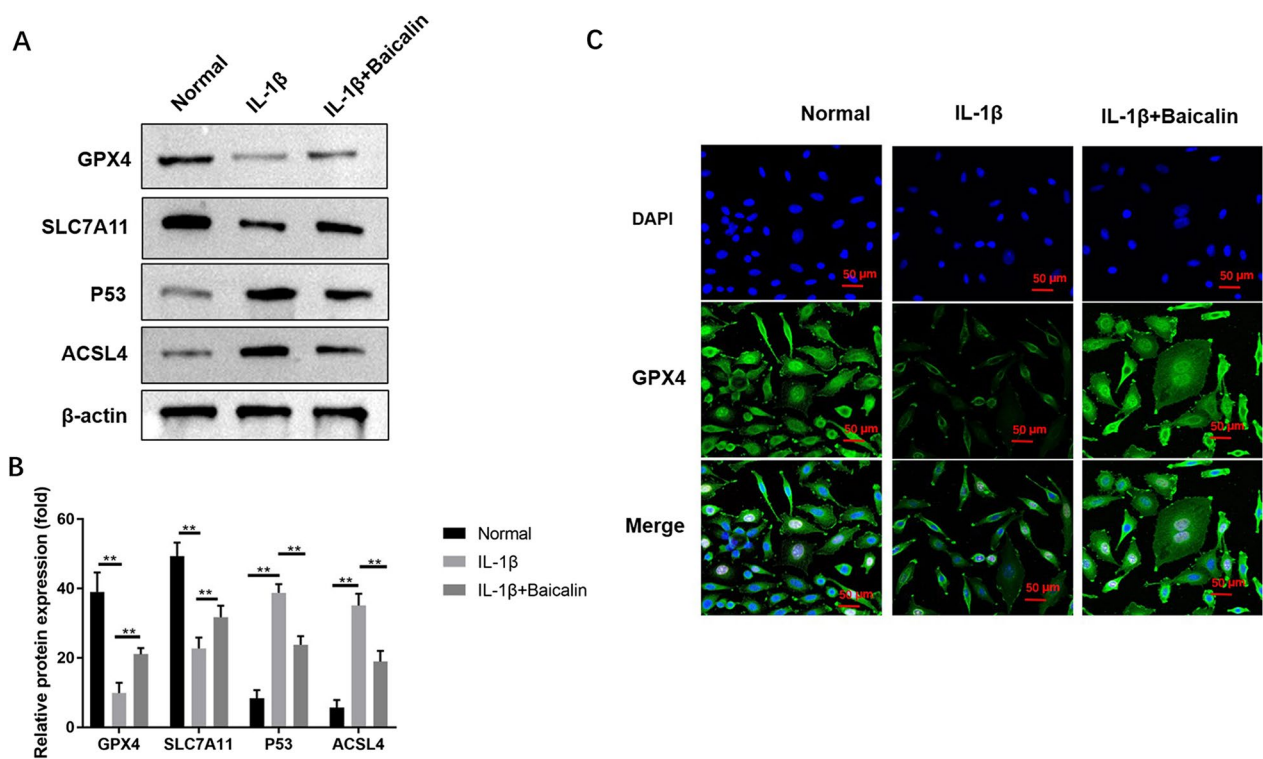 A
Normal
IL-1β
IL-1β+Baicalin
GPX4
SLC7A11
P53
ACSL4
β-actin
B
Relative protein expression (fold)
60
40
20
0
** ** ** ** ** ** ** **
GPX4 SLC7A11 P53 ACSL4
Normal
IL-1β
IL-1β+Baicalin
C
Normal IL-1β IL-1β+Baicalin
DAPI
50 µm 50 µm 50 µm
GPX4
50 µm 50 µm 50 µm
Merge
50 µm 50 µm 50 µm